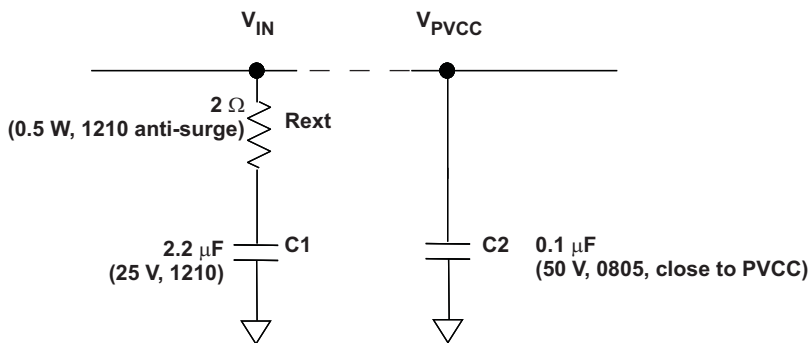 V_IN
V_PVCC
2 Ω
(0.5 W, 1210 anti-surge)
Rext
2.2 μF
(25 V, 1210)
C1
C2
0.1 μF
(50 V, 0805, close to PVCC)